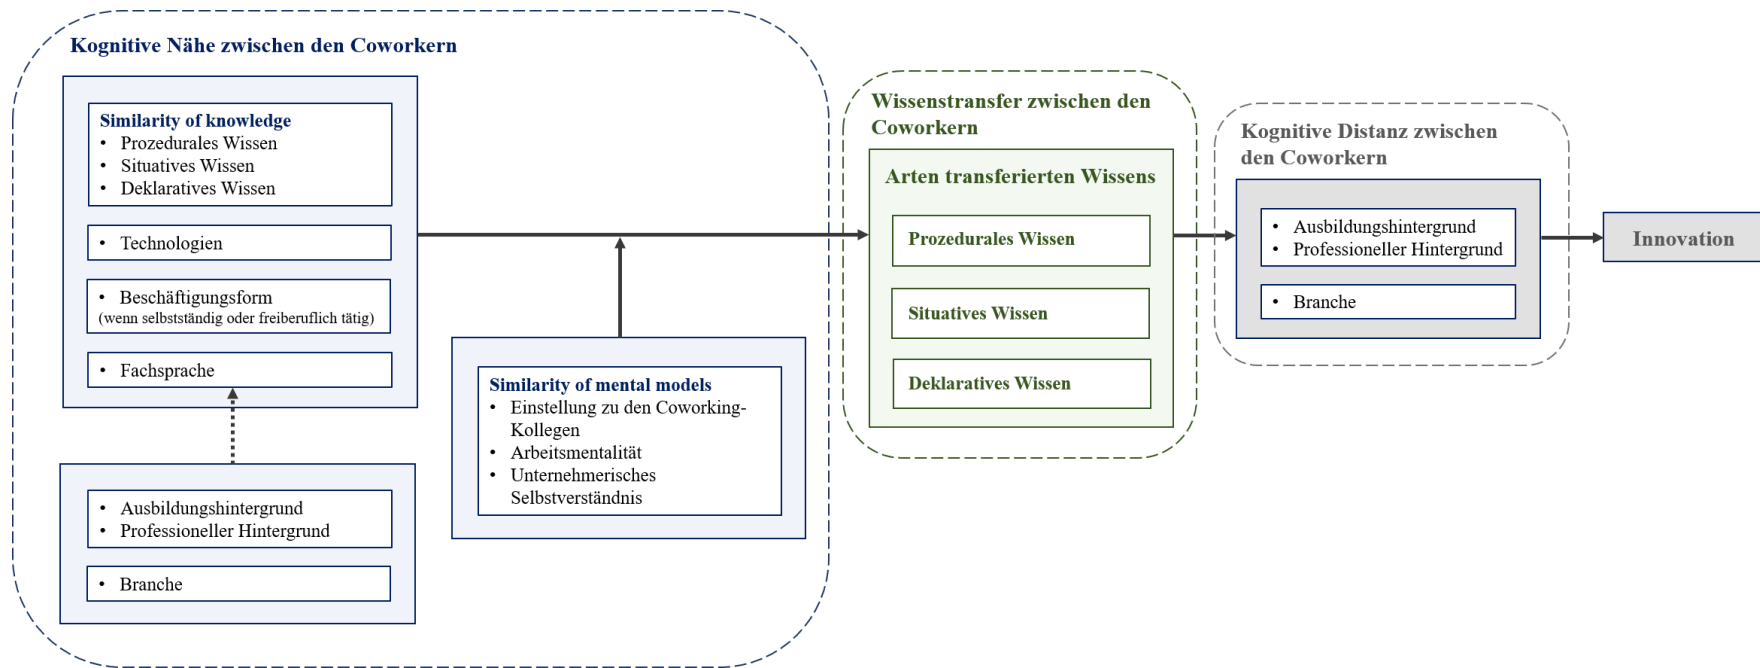 Kognitive Nähe zwischen den Coworkern
Similarity of knowledge
• Prozedurales Wissen
• Situatives Wissen
• Deklaratives Wissen
• Technologien
• Beschäftigungsform
(wenn selbstständig oder freiberuflich tätig)
• Fachsprache
• Ausbildungshintergrund
• Professioneller Hintergrund
• Branche
Similarity of mental models
• Einstellung zu den Coworking-
Kollegen
• Arbeitsmentalität
• Unternehmerisches
Selbstverständnis
Wissenstransfer zwischen den
Coworkern
Arten transferierten Wissens
Prozedurales Wissen
Situatives Wissen
Deklaratives Wissen
Kognitive Distanz zwischen
den Coworkern
• Ausbildungshintergrund
• Professioneller Hintergrund
• Branche
Innovation